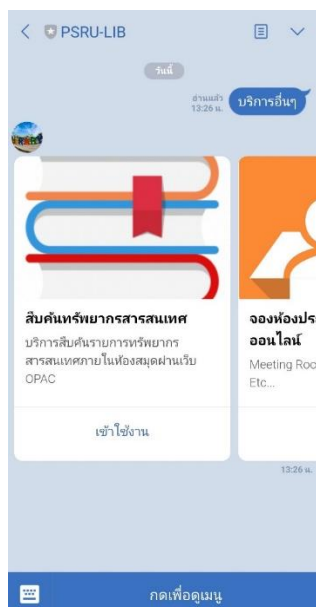 PSRU-LIB
วันนี้
อ่านแล้ว
13:26 น.
บริการอื่นๆ
สืบค้นทรัพยากรสารสนเทศ
บริการสืบค้นรายการทรัพยากร
สารสนเทศภายในห้องสมุดผ่านเว็บ
OPAC
เข้าใช้งาน
จองห้องประ
ออนไลน์
Meeting Roo
Etc...
13:26 น.
กดเพื่อดูเมนู